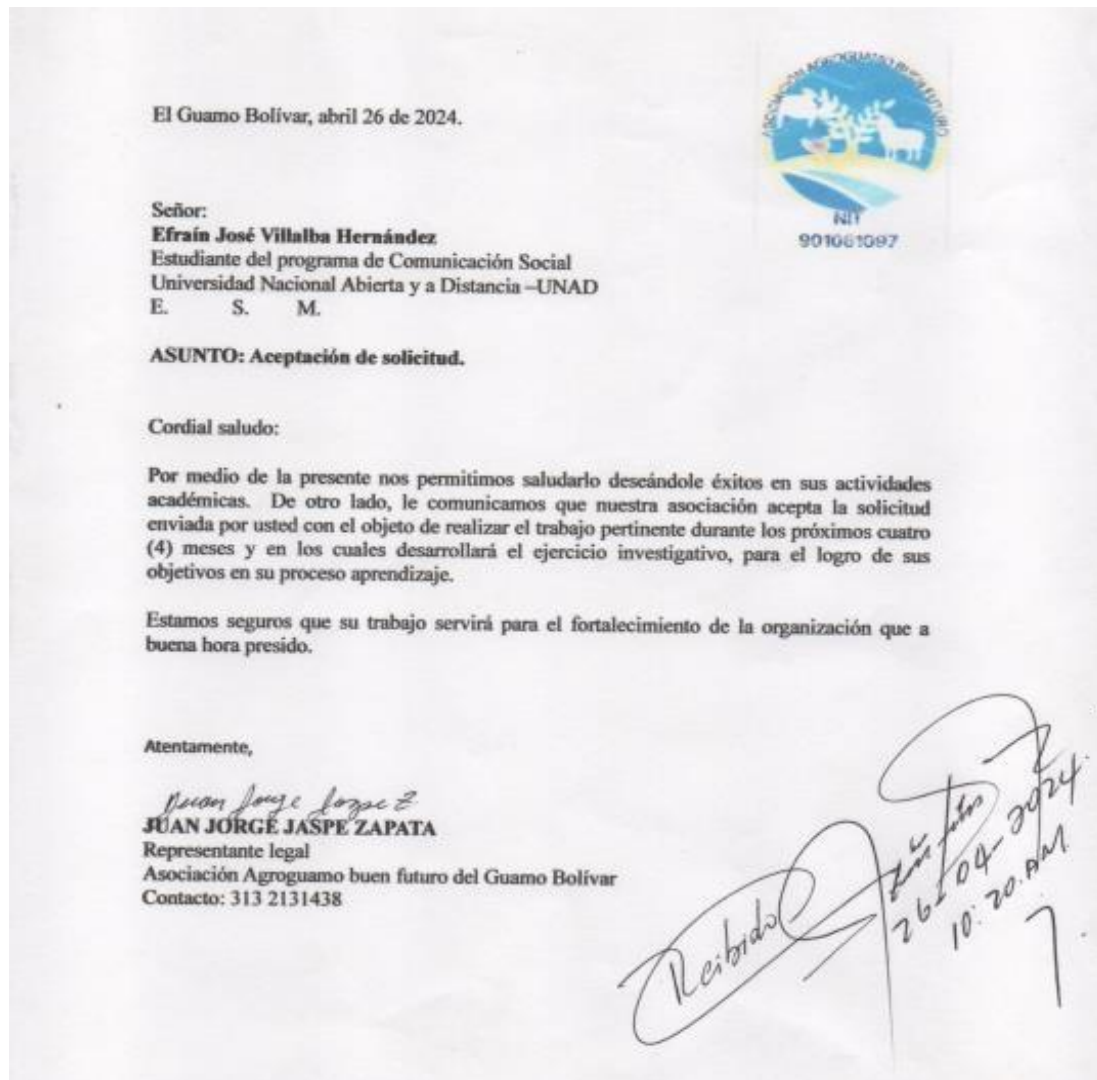 El Guamo Bolívar, abril 26 de 2024.
ASOCIACIÓN AGROGUAMO BUEN FUTURO
NIT
901061097
Señor:
Efraín José Villalba Hernández
Estudiante del programa de Comunicación Social
Universidad Nacional Abierta y a Distancia –UNAD
E. S. M.
ASUNTO: Aceptación de solicitud.
Cordial saludo:
Por medio de la presente nos permitimos saludarlo deseándole éxitos en sus actividades
académicas. De otro lado, le comunicamos que nuestra asociación acepta la solicitud
enviada por usted con el objeto de realizar el trabajo pertinente durante los próximos cuatro
(4) meses y en los cuales desarrollará el ejercicio investigativo, para el logro de sus
objetivos en su proceso aprendizaje.
Estamos seguros que su trabajo servirá para el fortalecimiento de la organización que a
buena hora presido.
Atentamente,
Juan Jorge Jaspe Z
JUAN JORGE JASPE ZAPATA
Representante legal
Asociación Agroguamo buen futuro del Guamo Bolívar
Contacto: 313 2131438
Recibido
26-04-2024
10:20.AM